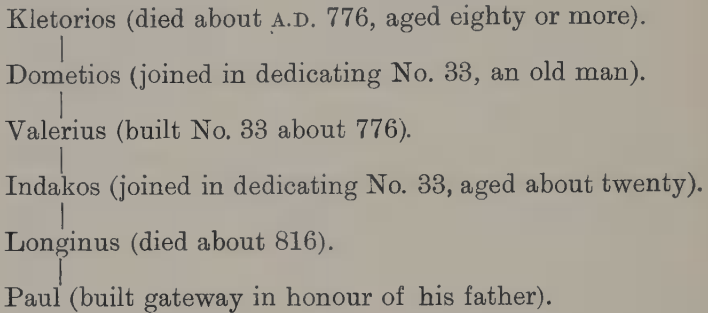 Kletorios (died about A.D. 776, aged eighty or more).
Dometios (joined in dedicating No. 33, an old man).
Valerius (built No. 33 about 776).
Indakos (joined in dedicating No. 33, aged about twenty).
Longinus (died about 816).
Paul (built gateway in honour of his father).